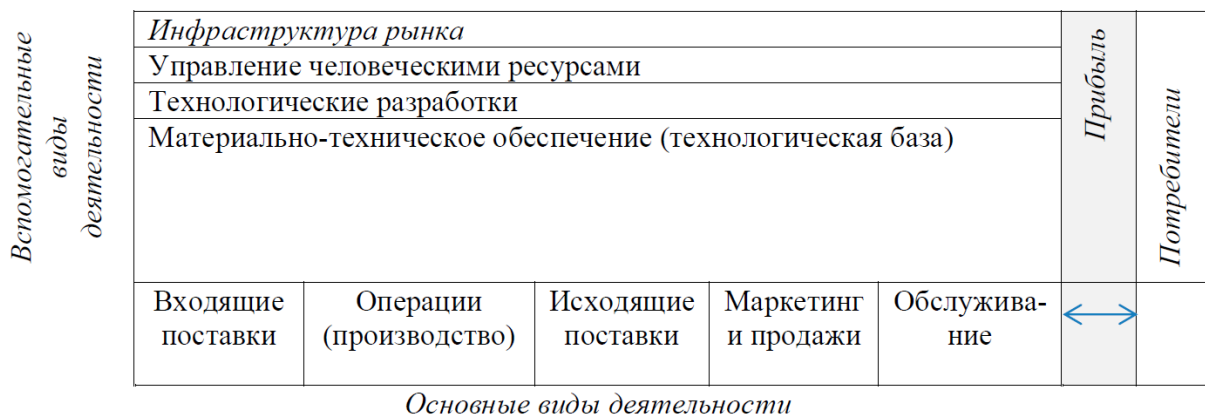 Вспомогательные
виды
деятельности
Инфраструктура рынка
Управление человеческими ресурсами
Технологические разработки
Материально-техническое обеспечение (технологическая база)
Прибыль
Потребители
Входящие
поставки
Операции
(производство)
Исходящие
поставки
Маркетинг
и продажи
Обслужива-
ние
Основные виды деятельности